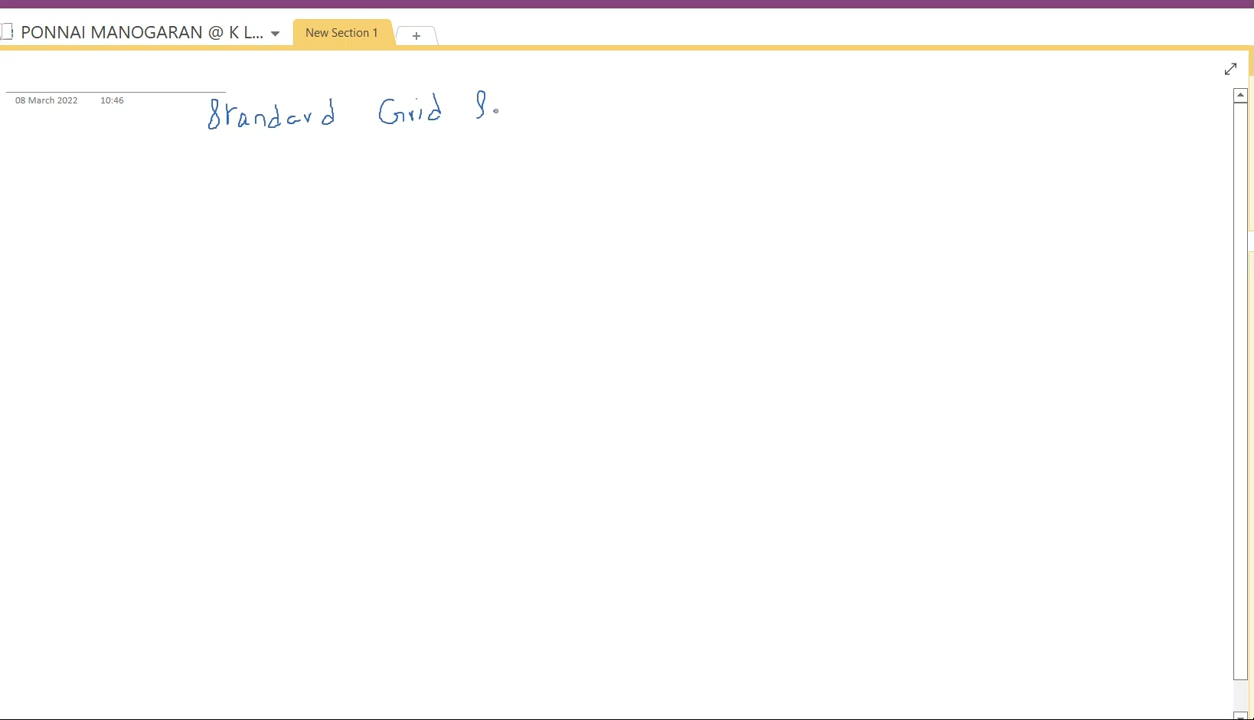 PONNAI MANOGARAN @ K L... New Section 1 +
08 March 2022 10:46
Standard Grid S